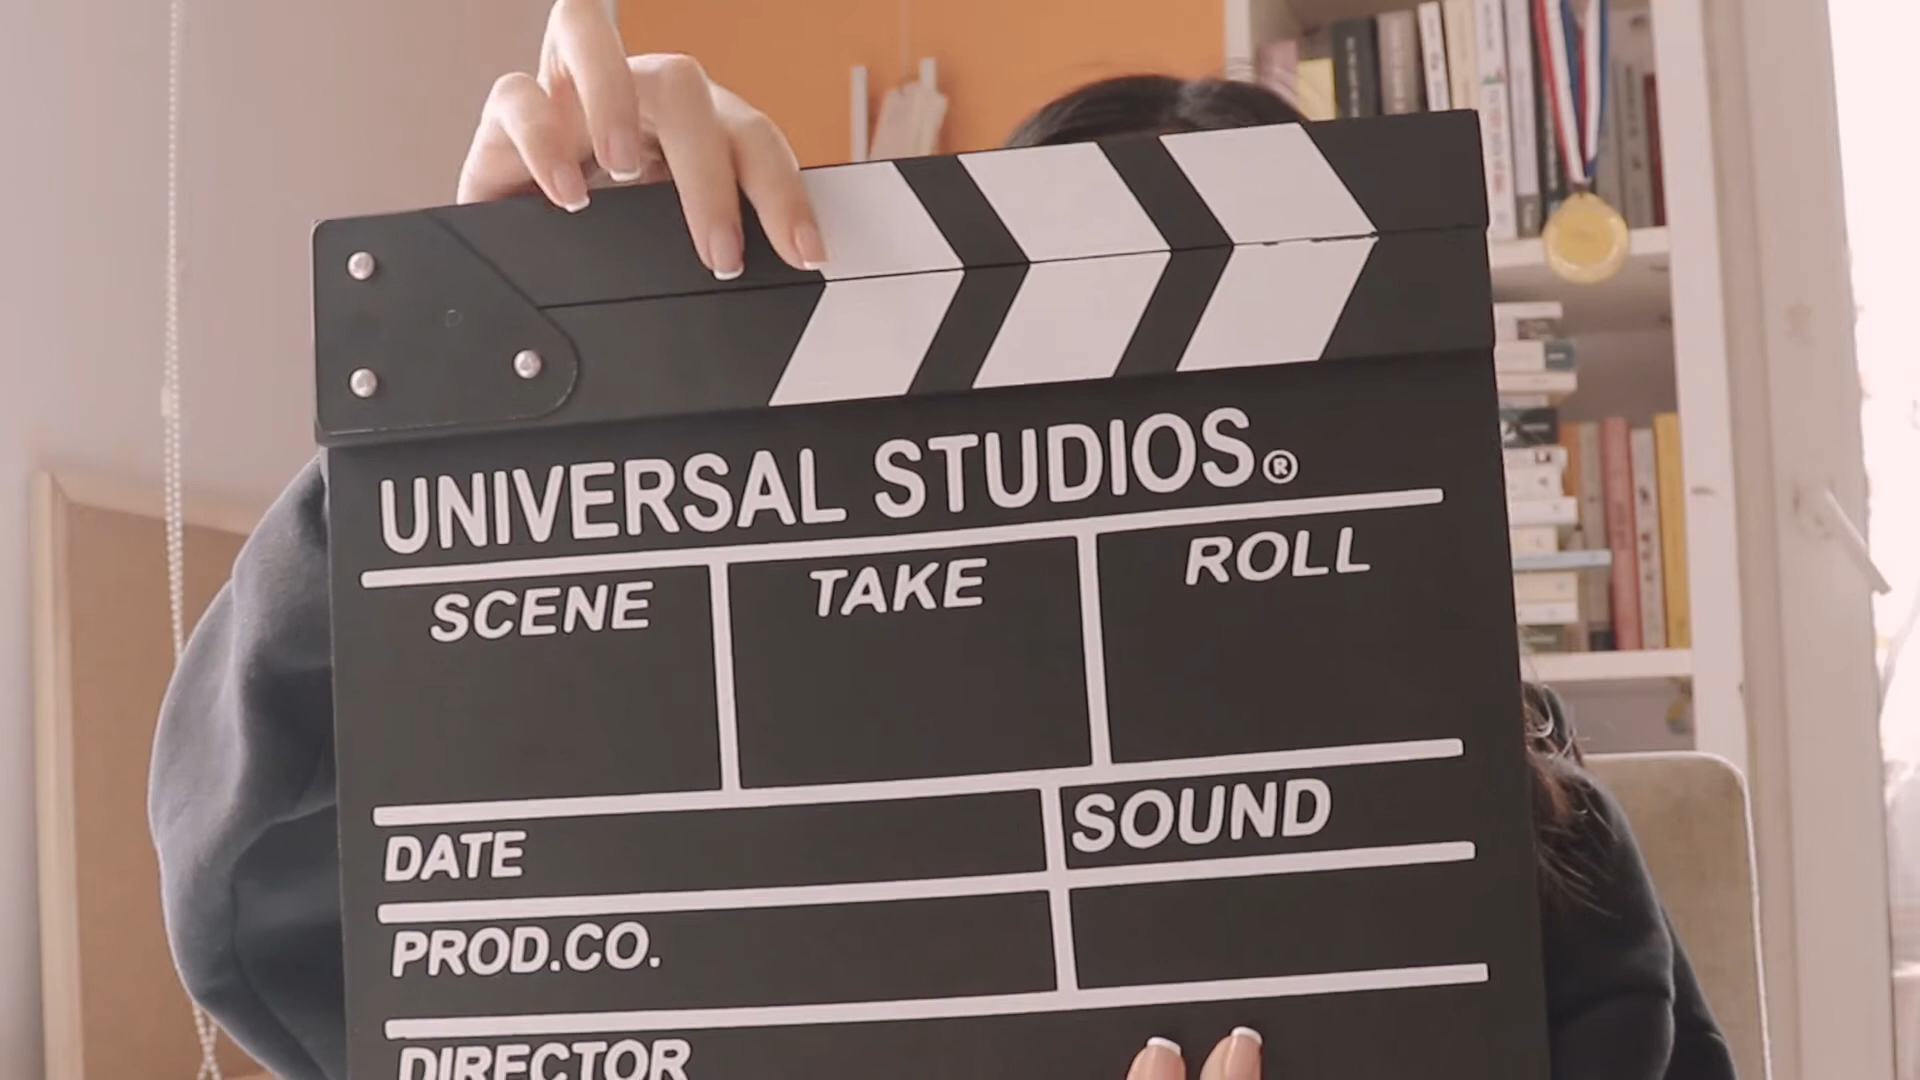 UNIVERSAL STUDIOS®
SCENE TAKE ROLL
DATE SOUND
PROD.CO.
DIRECTOR